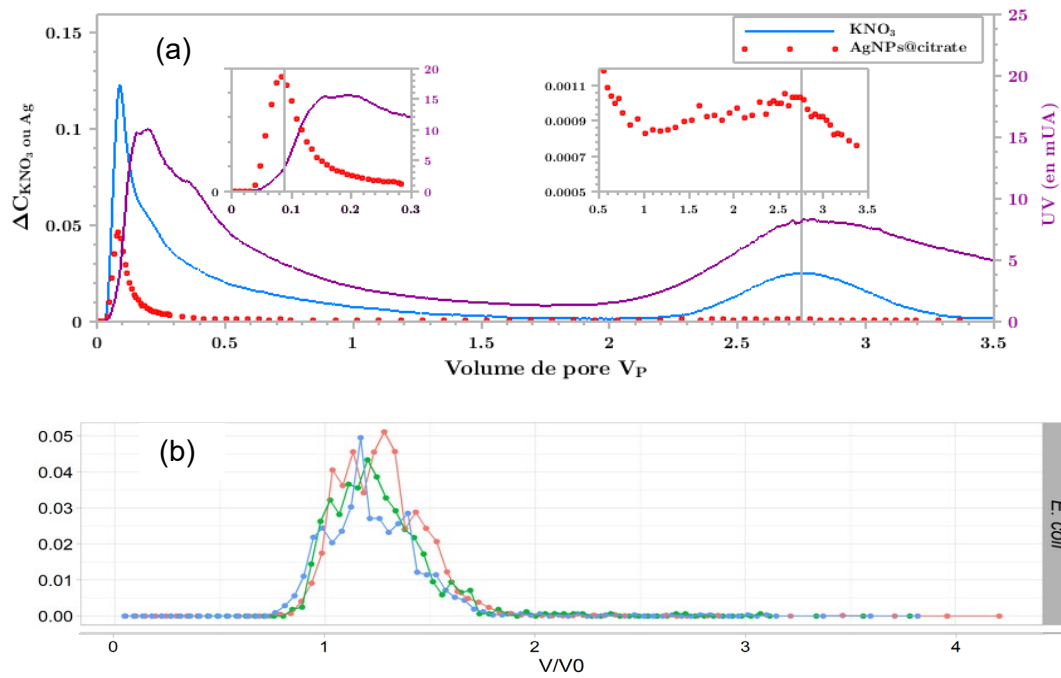 (a)
KNO3
AgNPs@citrate
ΔC KNO3 ou Ag
0.15
0.1
0.05
0
25
20
15
10
5
0
UV (en mUA)
20
15
10
5
0
0
0 0.1 0.2 0.3
0.0011
0.0009
0.0007
0.0005
0.5 1 1.5 2 2.5 3 3.5
0 0.5 1 1.5 2 2.5 3 3.5
Volume de pore VP
(b)
0.05
0.04
0.03
0.02
0.01
0.00
E. coli
0 1 2 3 4
V/V0